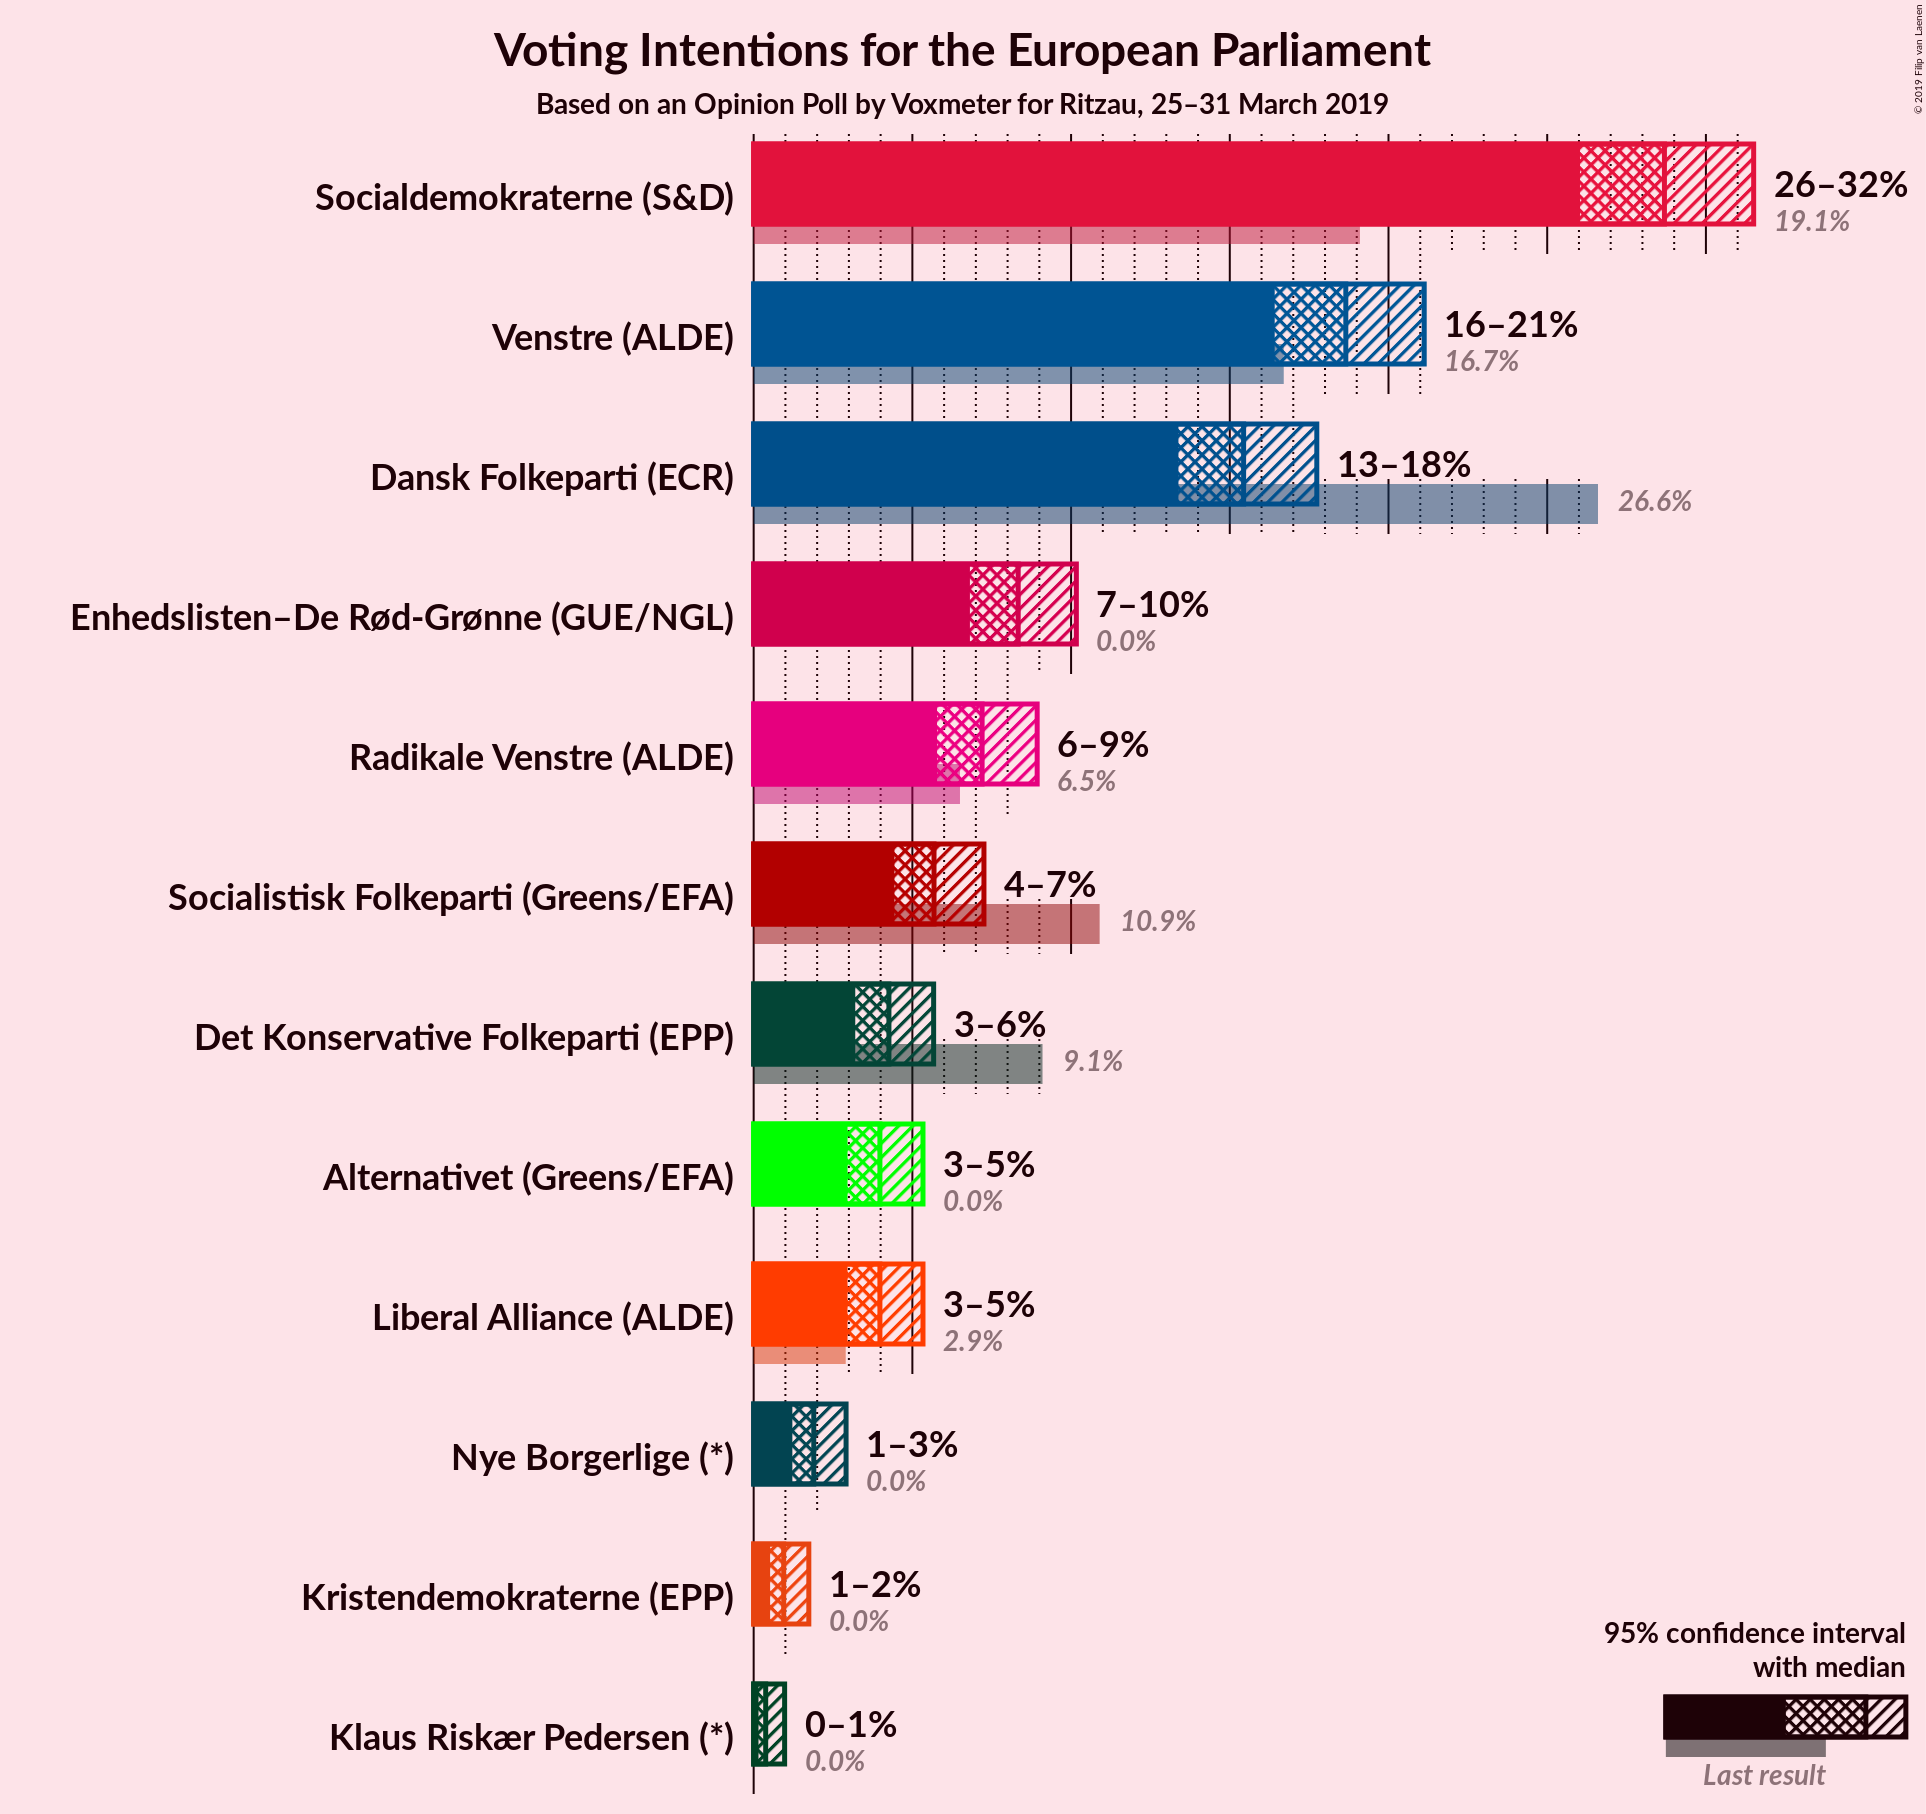 © 2019 Filip van Laenen
Voting Intentions for the European Parliament
Based on an Opinion Poll by Voxmeter for Ritzau, 25–31 March 2019
Socialdemokraterne (S&D)
26–32%
19.1%
Venstre (ALDE)
16–21%
16.7%
Dansk Folkeparti (ECR)
13–18%
26.6%
Enhedslisten–De Rød-Grønne (GUE/NGL)
7–10%
0.0%
Radikale Venstre (ALDE)
6–9%
6.5%
Socialistisk Folkeparti (Greens/EFA)
4–7%
10.9%
Det Konservative Folkeparti (EPP)
3–6%
9.1%
Alternativet (Greens/EFA)
3–5%
0.0%
Liberal Alliance (ALDE)
3–5%
2.9%
Nye Borgerlige (*)
1–3%
0.0%
Kristendemokraterne (EPP)
1–2%
0.0%
Klaus Riskær Pedersen (*)
0–1%
0.0%
95% confidence interval
with median
Last result